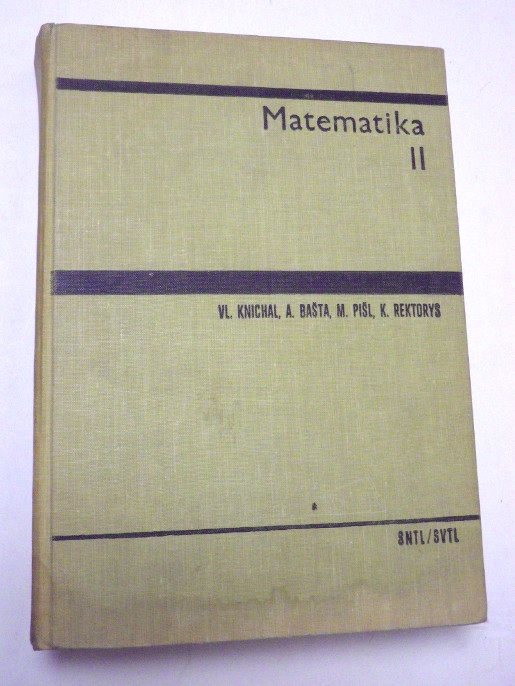 Matematika
II
VL. KNICHAL, A. BAŠTA, M. PIŠL, K. REKTORYS
SNTL/SVTL